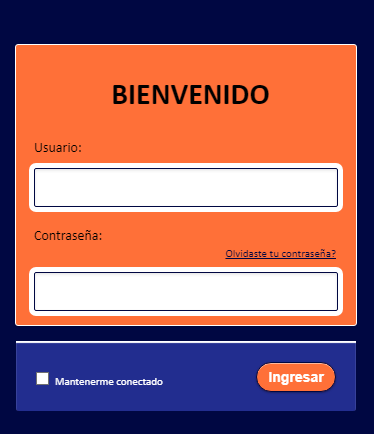 BIENVENIDO
Usuario:
Contraseña:
Olvidaste tu contraseña?
Mantenerme conectado
Ingresar